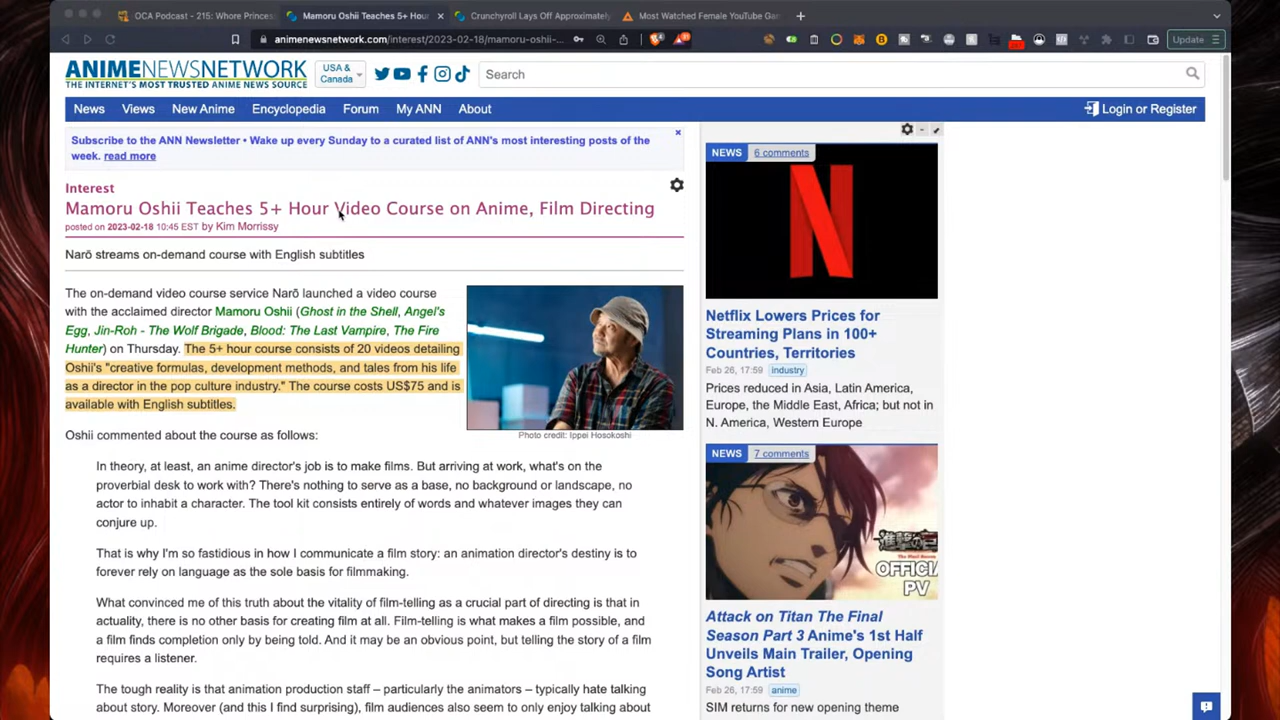 OCA Podcast - 215: Whore Princes
Mamoru Oshii Teaches 5+ Hour
Crunchyroll Lays Off Approximately
Most Watched Female YouTube Ga
animenewsnetwork.com/interest/2023-02-18/mamoru-oshii-...
Update
ANIMENEWSNETWORK
THE INTERNET'S MOST TRUSTED ANIME NEWS SOURCE
USA &
Canada
Search
News Views New Anime Encyclopedia Forum My ANN About
Login or Register
Subscribe to the ANN Newsletter • Wake up every Sunday to a curated list of ANN's most interesting posts of the
week. read more
Interest
Mamoru Oshii Teaches 5+ Hour Video Course on Anime, Film Directing
posted on 2023-02-18 10:45 EST by Kim Morrissy
Narō streams on-demand course with English subtitles
The on-demand video course service Narō launched a video course
with the acclaimed director Mamoru Oshii (Ghost in the Shell, Angel's
Egg, Jin-Roh - The Wolf Brigade, Blood: The Last Vampire, The Fire
Hunter) on Thursday. The 5+ hour course consists of 20 videos detailing
Oshii's "creative formulas, development methods, and tales from his life
as a director in the pop culture industry." The course costs US$75 and is
available with English subtitles.
Photo credit: Ippei Hosokoshi
Oshii commented about the course as follows:
In theory, at least, an anime director's job is to make films. But arriving at work, what's on the
proverbial desk to work with? There's nothing to serve as a base, no background or landscape, no
actor to inhabit a character. The tool kit consists entirely of words and whatever images they can
conjure up.
That is why I'm so fastidious in how I communicate a film story: an animation director's destiny is to
forever rely on language as the sole basis for filmmaking.
What convinced me of this truth about the vitality of film-telling as a crucial part of directing is that in
actuality, there is no other basis for creating film at all. Film-telling is what makes a film possible, and
a film finds completion only by being told. And it may be an obvious point, but telling the story of a film
requires a listener.
The tough reality is that animation production staff – particularly the animators – typically hate talking
about story. Moreover (and this I find surprising), film audiences also seem to only enjoy talking about
NEWS 6 comments
N
Netflix Lowers Prices for
Streaming Plans in 100+
Countries, Territories
Feb 26, 17:59 industry
Prices reduced in Asia, Latin America,
Europe, the Middle East, Africa; but not in
N. America, Western Europe
NEWS 7 comments
進撃の巨
The Final Season
OFFICIA
PV
Attack on Titan The Final
Season Part 3 Anime's 1st Half
Unveils Main Trailer, Opening
Song Artist
Feb 26, 17:59 anime
SIM returns for new opening theme